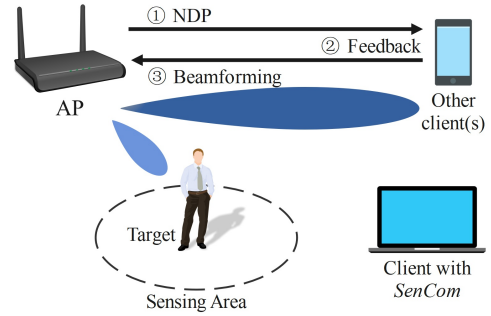 ① NDP
② Feedback
③ Beamforming
AP
Other
client(s)
Target
Sensing Area
Client with
SenCom